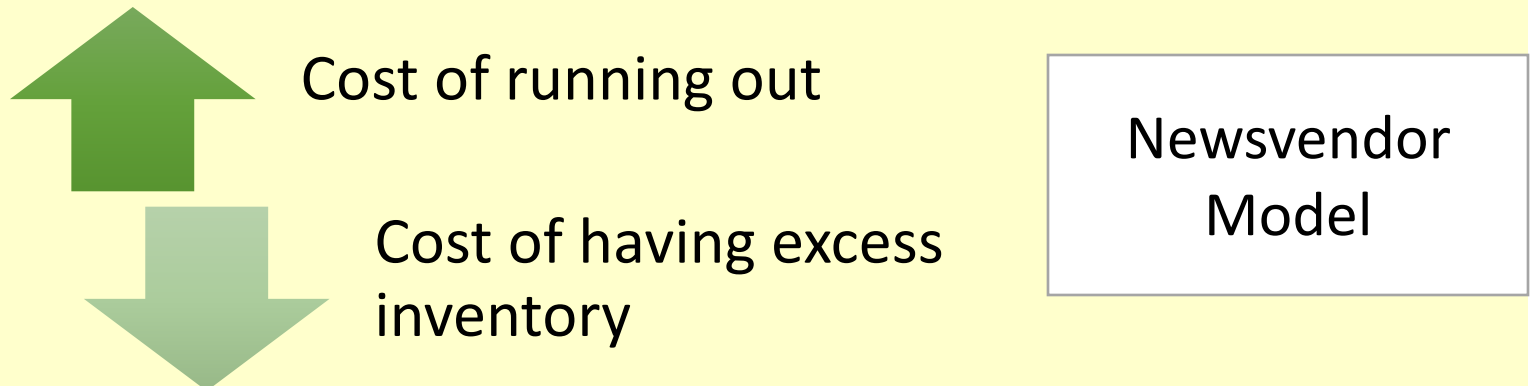 Cost of running out
Cost of having excess
inventory
Newsvendor
Model